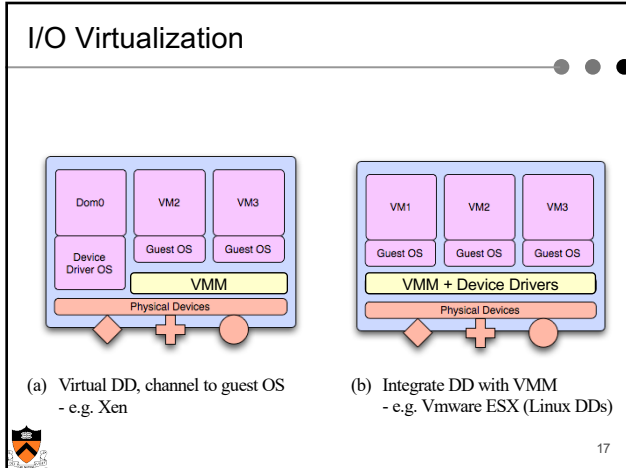 I/O Virtualization
Dom0
VM2
VM3
Device
Driver OS
Guest OS
Guest OS
VMM
Physical Devices
VM1
VM2
VM3
Guest OS
Guest OS
Guest OS
VMM + Device Drivers
Physical Devices
(a) Virtual DD, channel to guest OS
- e.g. Xen
(b) Integrate DD with VMM
- e.g. Vmware ESX (Linux DDs)
17